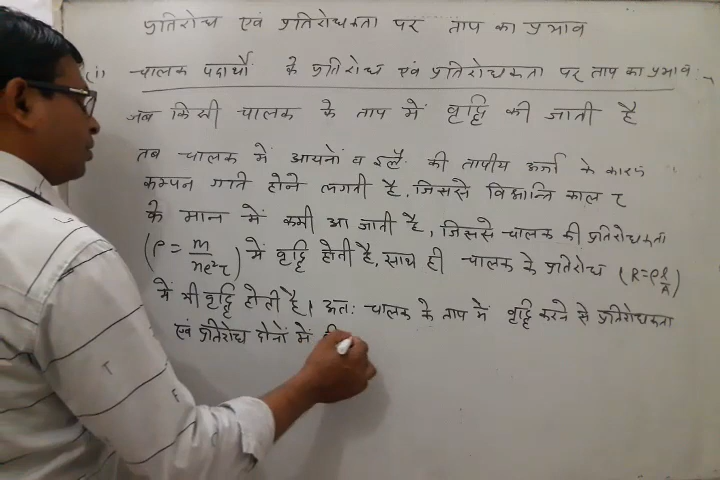 प्रतिरोध एवं प्रतिरोधकता पर ताप का प्रभाव
(i) चालक पदार्थों के प्रतिरोध एवं प्रतिरोधकता पर ताप का प्रभाव :-
जब किसी चालक के ताप में वृद्धि की जाती है
तब चालक में आयनों व इलै. की तापीय ऊर्जा के कारण
कम्पन गति होने लगती है, जिससे विश्रान्ति काल τ
के मान में कमी आ जाती है, जिससे चालक की प्रतिरोधकता
(ρ = m/ne²τ) में वृद्धि होती है, साथ ही चालक के प्रतिरोध (R=ρl/A)
में भी वृद्धि होती है। अतः चालक के ताप में वृद्धि करने से प्रतिरोधकता
एवं प्रतिरोध दोनों में